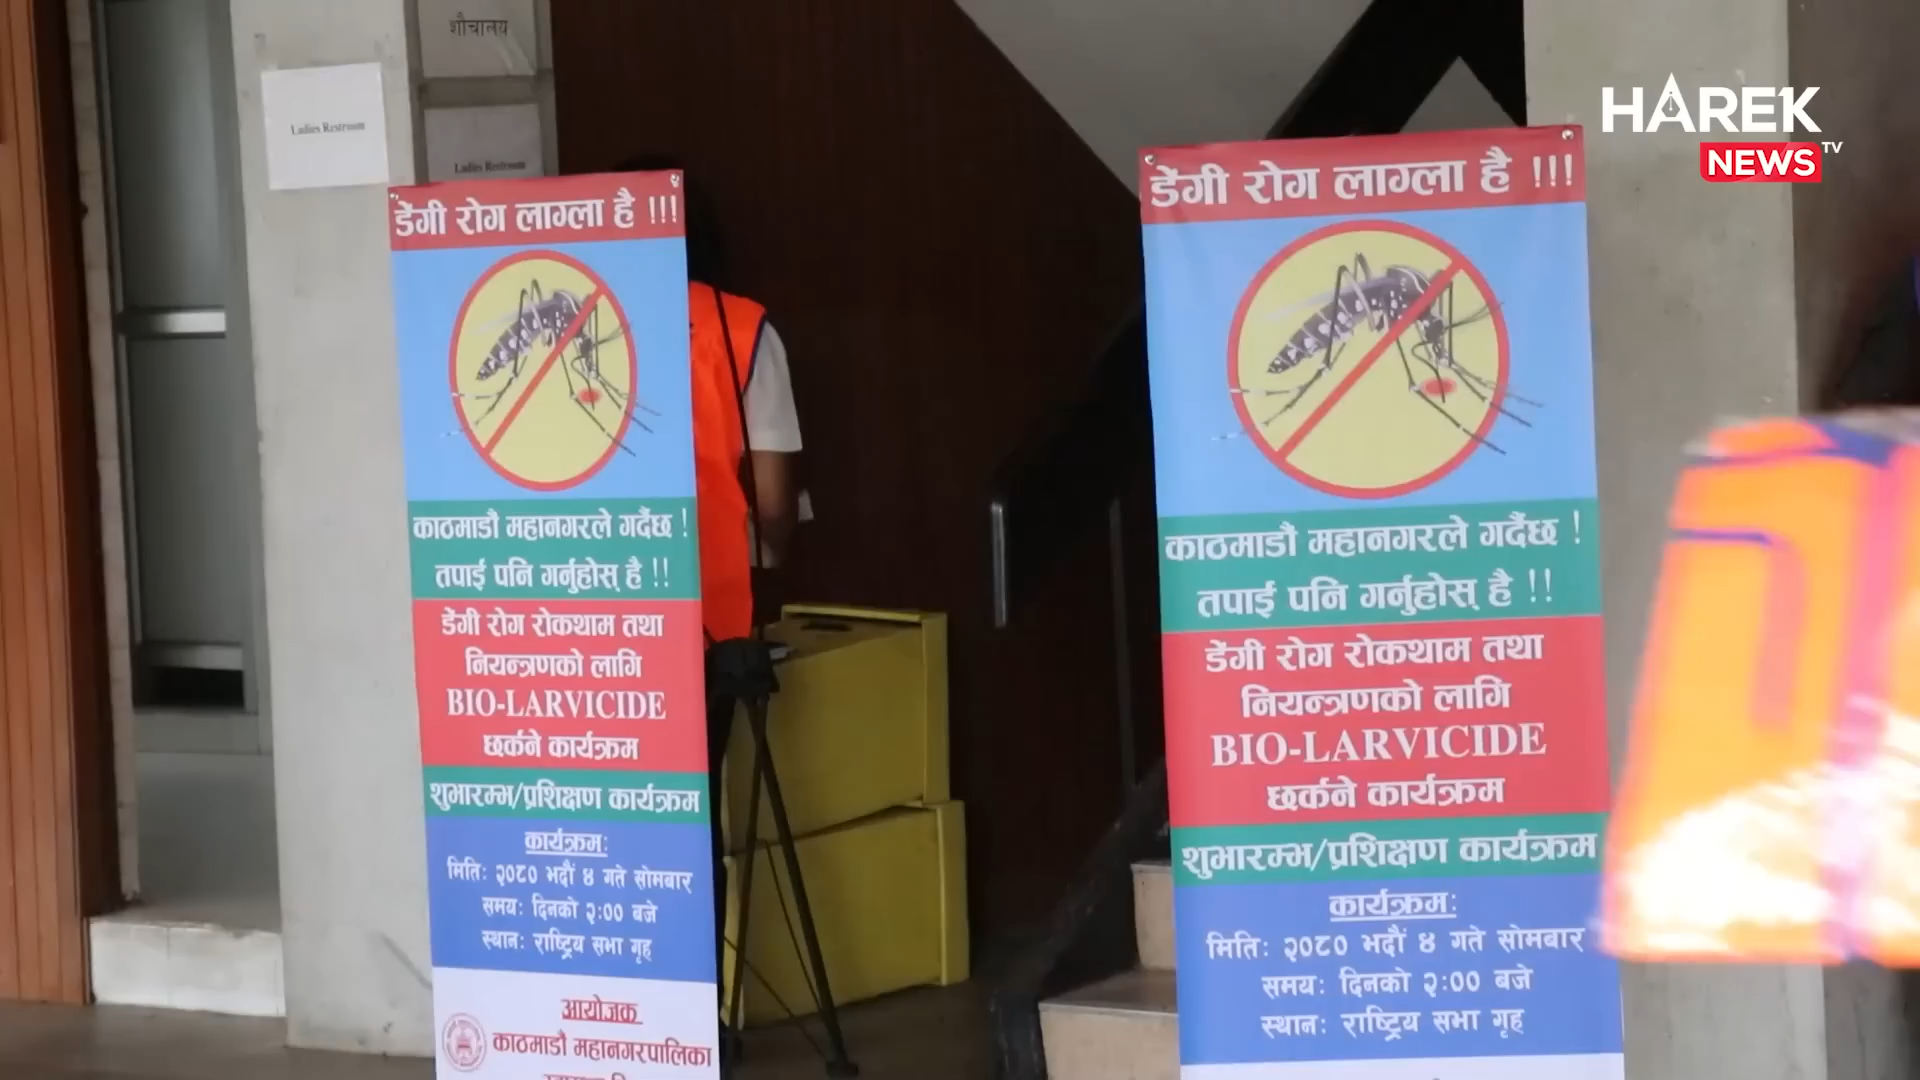 शौचालय
Ladies Restroom
Ladies Restroom
HAREK
NEWS TV
डेंगी रोग लाग्ला है !!!
काठमाडौं महानगरले गर्दैछ !
तपाई पनि गर्नुहोस् है !!
डेंगी रोग रोकथाम तथा
नियन्त्रणको लागि
BIO-LARVICIDE
छर्कने कार्यक्रम
शुभारम्भ/प्रशिक्षण कार्यक्रम
कार्यक्रम:
मिति: २०८० भदौं ४ गते सोमबार
समय: दिनको २:०० बजे
स्थान: राष्ट्रिय सभा गृह
आयोजक
काठमाडौं महानगरपालिका
डेंगी रोग लाग्ला है !!!
काठमाडौं महानगरले गर्दैछ !
तपाई पनि गर्नुहोस् है !!
डेंगी रोग रोकथाम तथा
नियन्त्रणको लागि
BIO-LARVICIDE
छर्कने कार्यक्रम
शुभारम्भ/प्रशिक्षण कार्यक्रम
कार्यक्रम:
मिति: २०८० भदौं ४ गते सोमबार
समय: दिनको २:०० बजे
स्थान: राष्ट्रिय सभा गृह